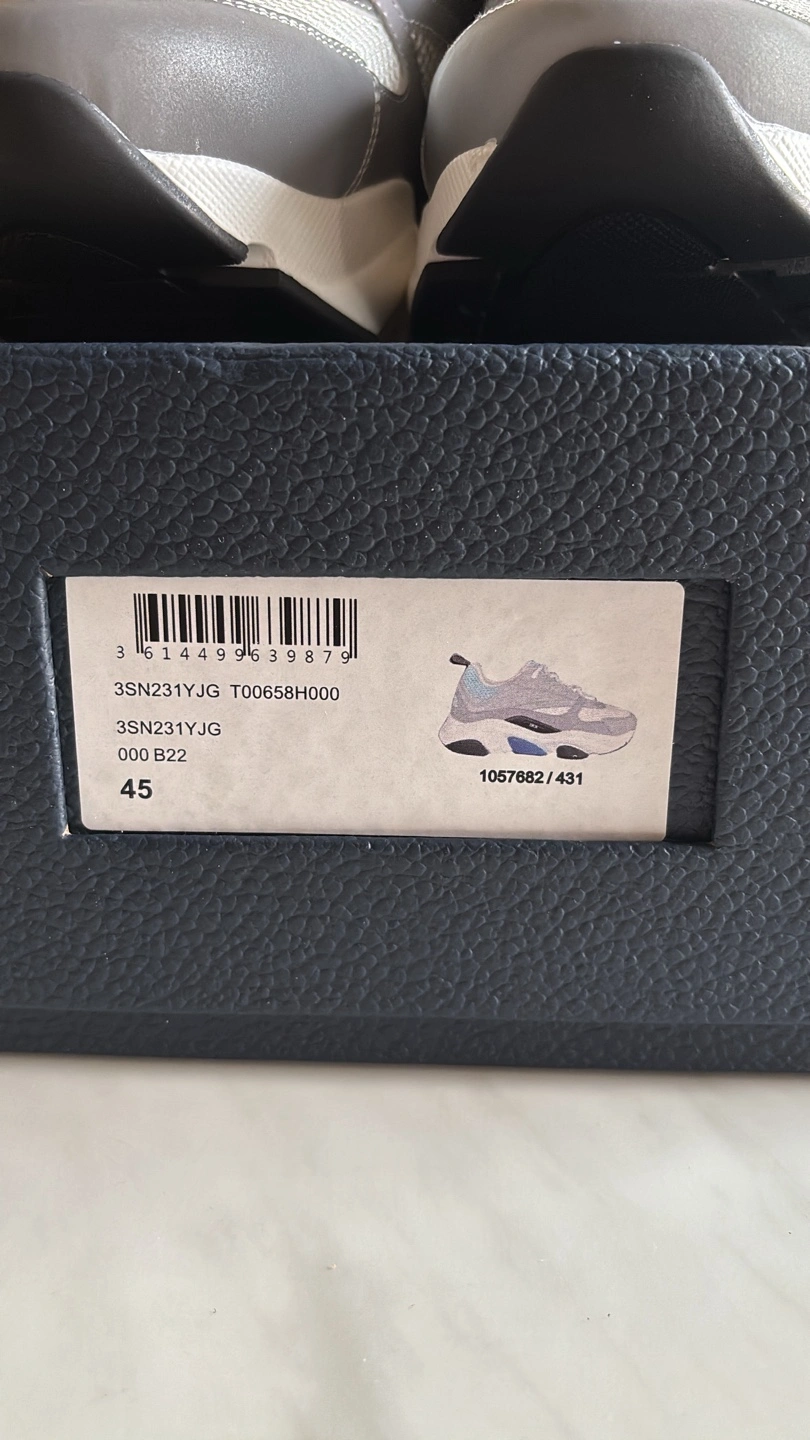 3 614499 639879
3SN231YJG T00658H000
3SN231YJG
000 B22
45
1057682 / 431